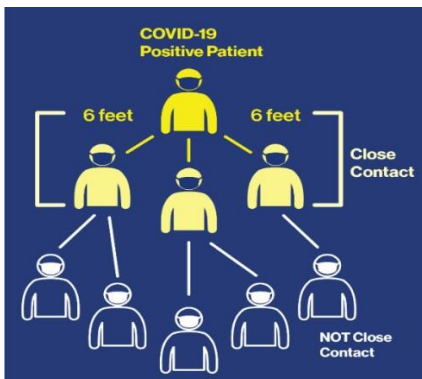 COVID-19
Positive Patient
6 feet
6 feet
Close
Contact
NOT Close
Contact